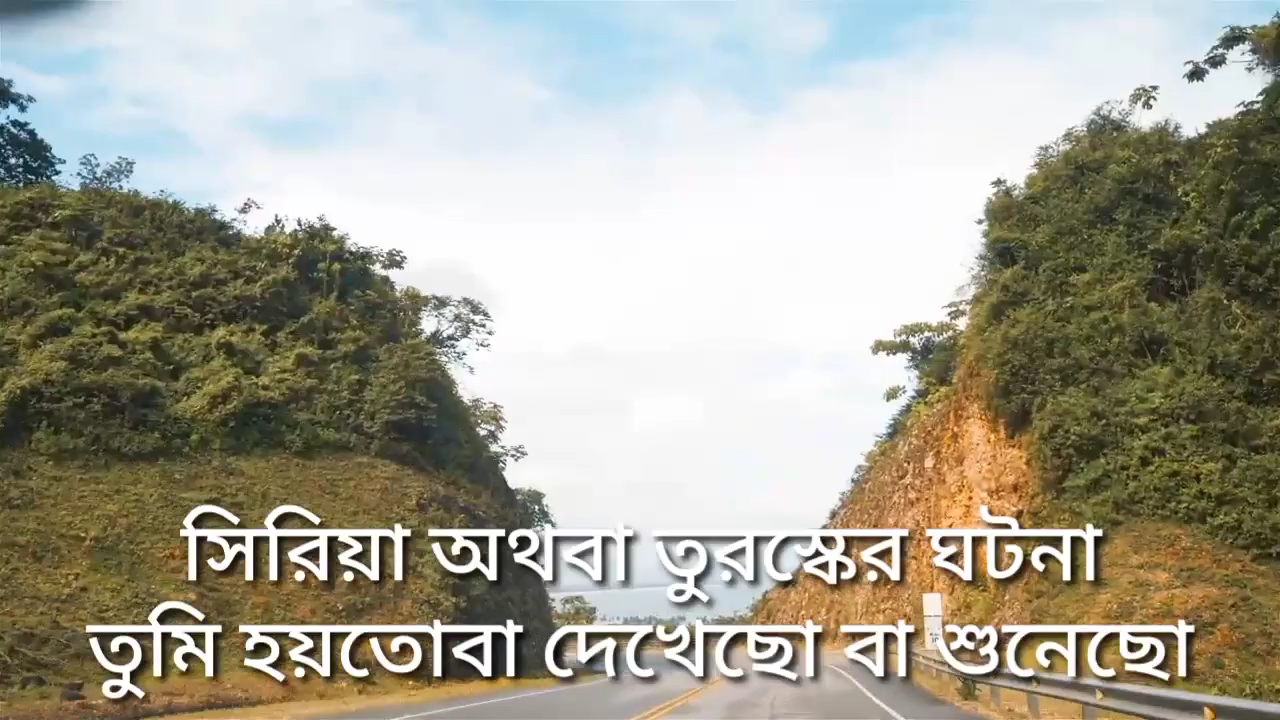 সিরিয়া অথবা তুরস্কের ঘটনা
তুমি হয়তোবা দেখেছো বা শুনেছো